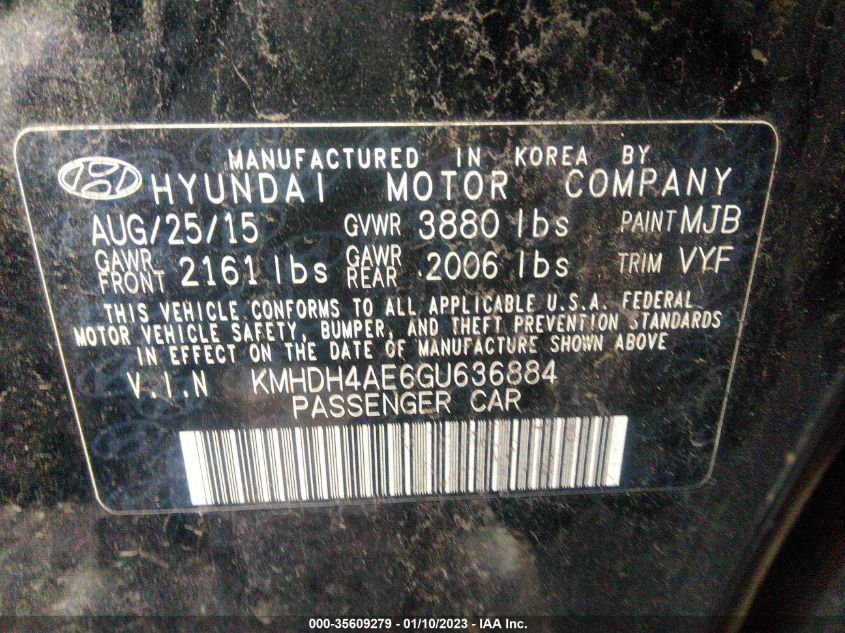 MANUFACTURED IN KOREA BY
HYUNDAI MOTOR COMPANY
AUG/25/15 GVWR 3880 lbs PAINT MJB
GAWR FRONT 2161 lbs GAWR REAR 2006 lbs TRIM VYF
THIS VEHICLE CONFORMS TO ALL APPLICABLE U.S.A. FEDERAL
MOTOR VEHICLE SAFETY, BUMPER, AND THEFT PREVENTION STANDARDS
IN EFFECT ON THE DATE OF MANUFACTURE SHOWN ABOVE
V.I.N KMHDH4AE6GU636884
PASSENGER CAR
000-35609279 - 01/10/2023 - IAA Inc.